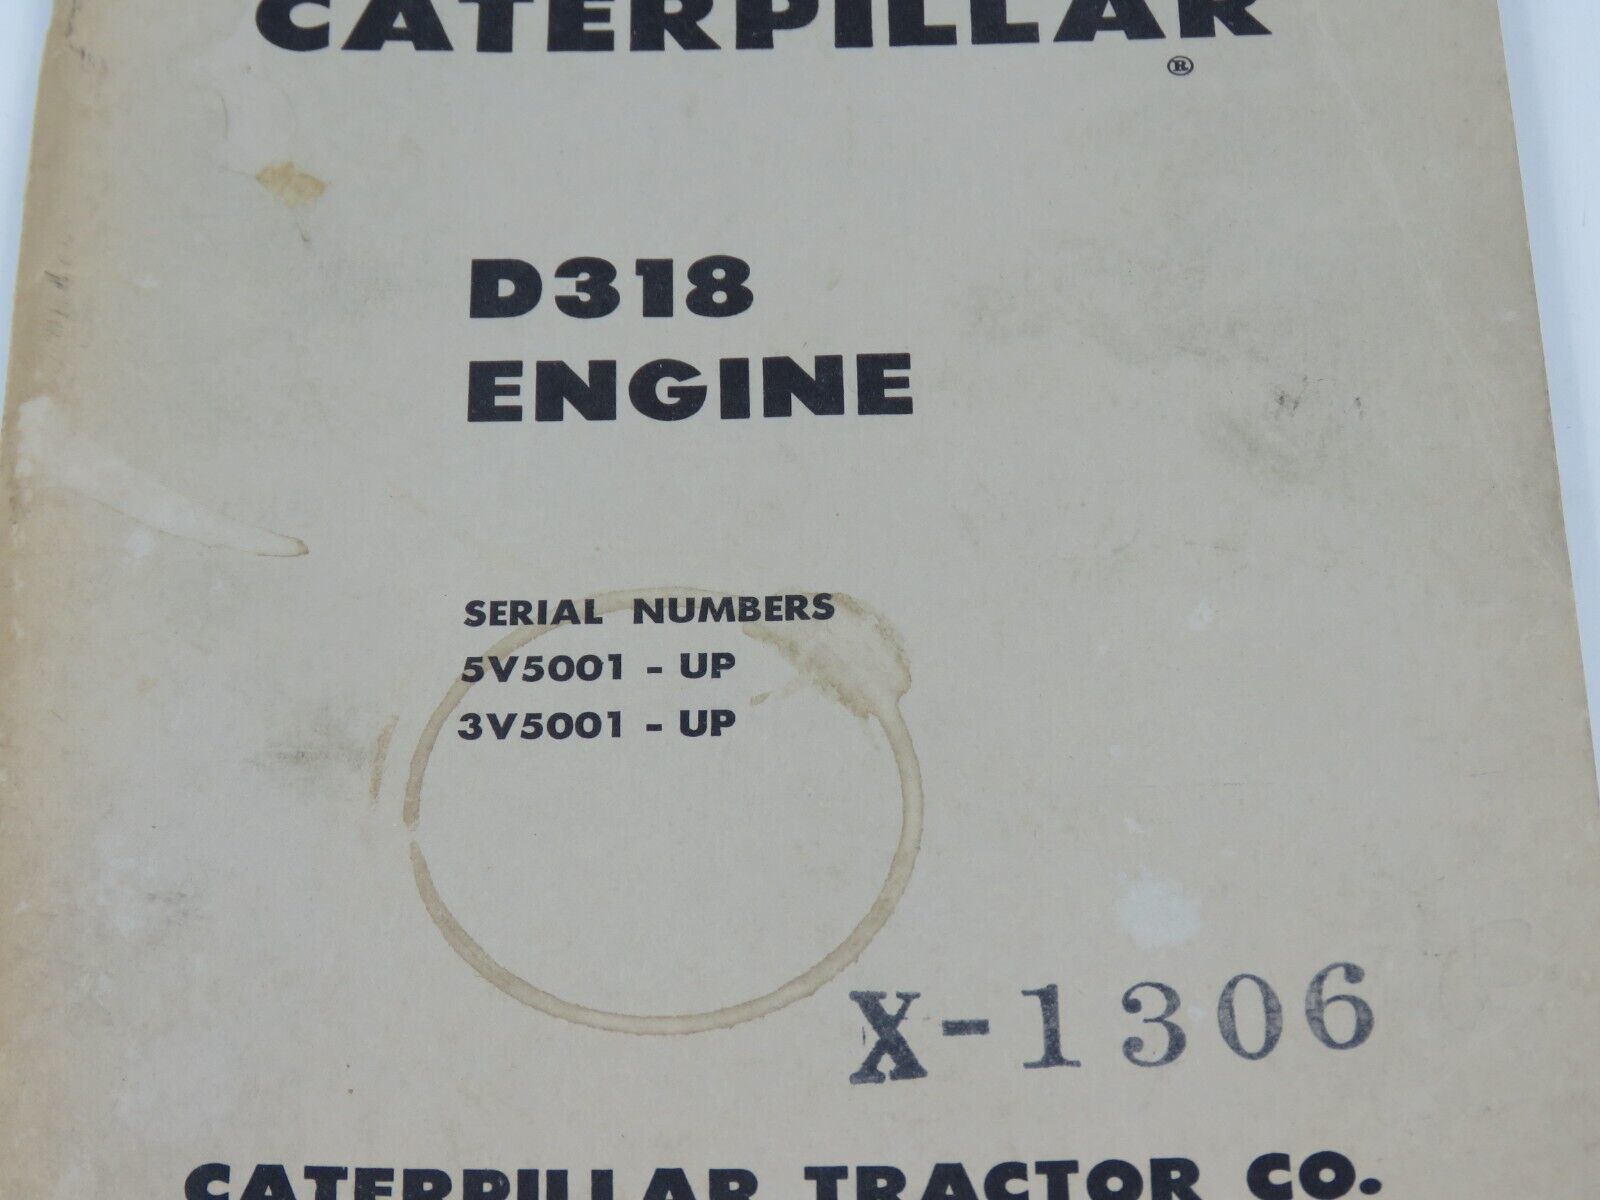 CATERPILLAR
®
D318
ENGINE
SERIAL NUMBERS
5V5001 - UP
3V5001 - UP
X-1306
CATERPILLAR TRACTOR CO.